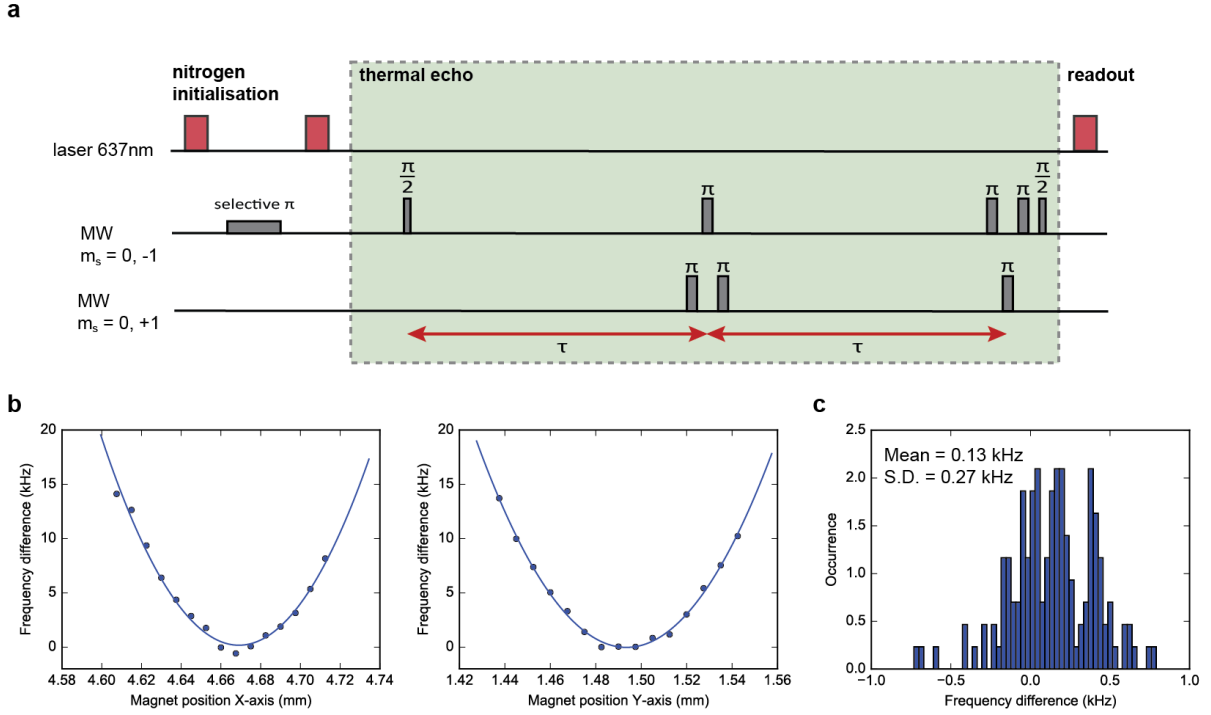 a
nitrogen
initialisation
thermal echo
readout
laser 637nm
π
2
π
π
π
π
2
selective π
MW
mₛ = 0, -1
π
π
π
MW
mₛ = 0, +1
τ
τ
b
20
15
10
5
0
Frequency difference (kHz)
4.58 4.60 4.62 4.64 4.66 4.68 4.70 4.72 4.74
Magnet position X-axis (mm)
20
15
10
5
0
Frequency difference (kHz)
1.42 1.44 1.46 1.48 1.50 1.52 1.54 1.56
Magnet position Y-axis (mm)
c
2.5
2.0
1.5
1.0
0.5
0.0
Occurrence
Mean = 0.13 kHz
S.D. = 0.27 kHz
−1.0 −0.5 0.0 0.5 1.0
Frequency difference (kHz)